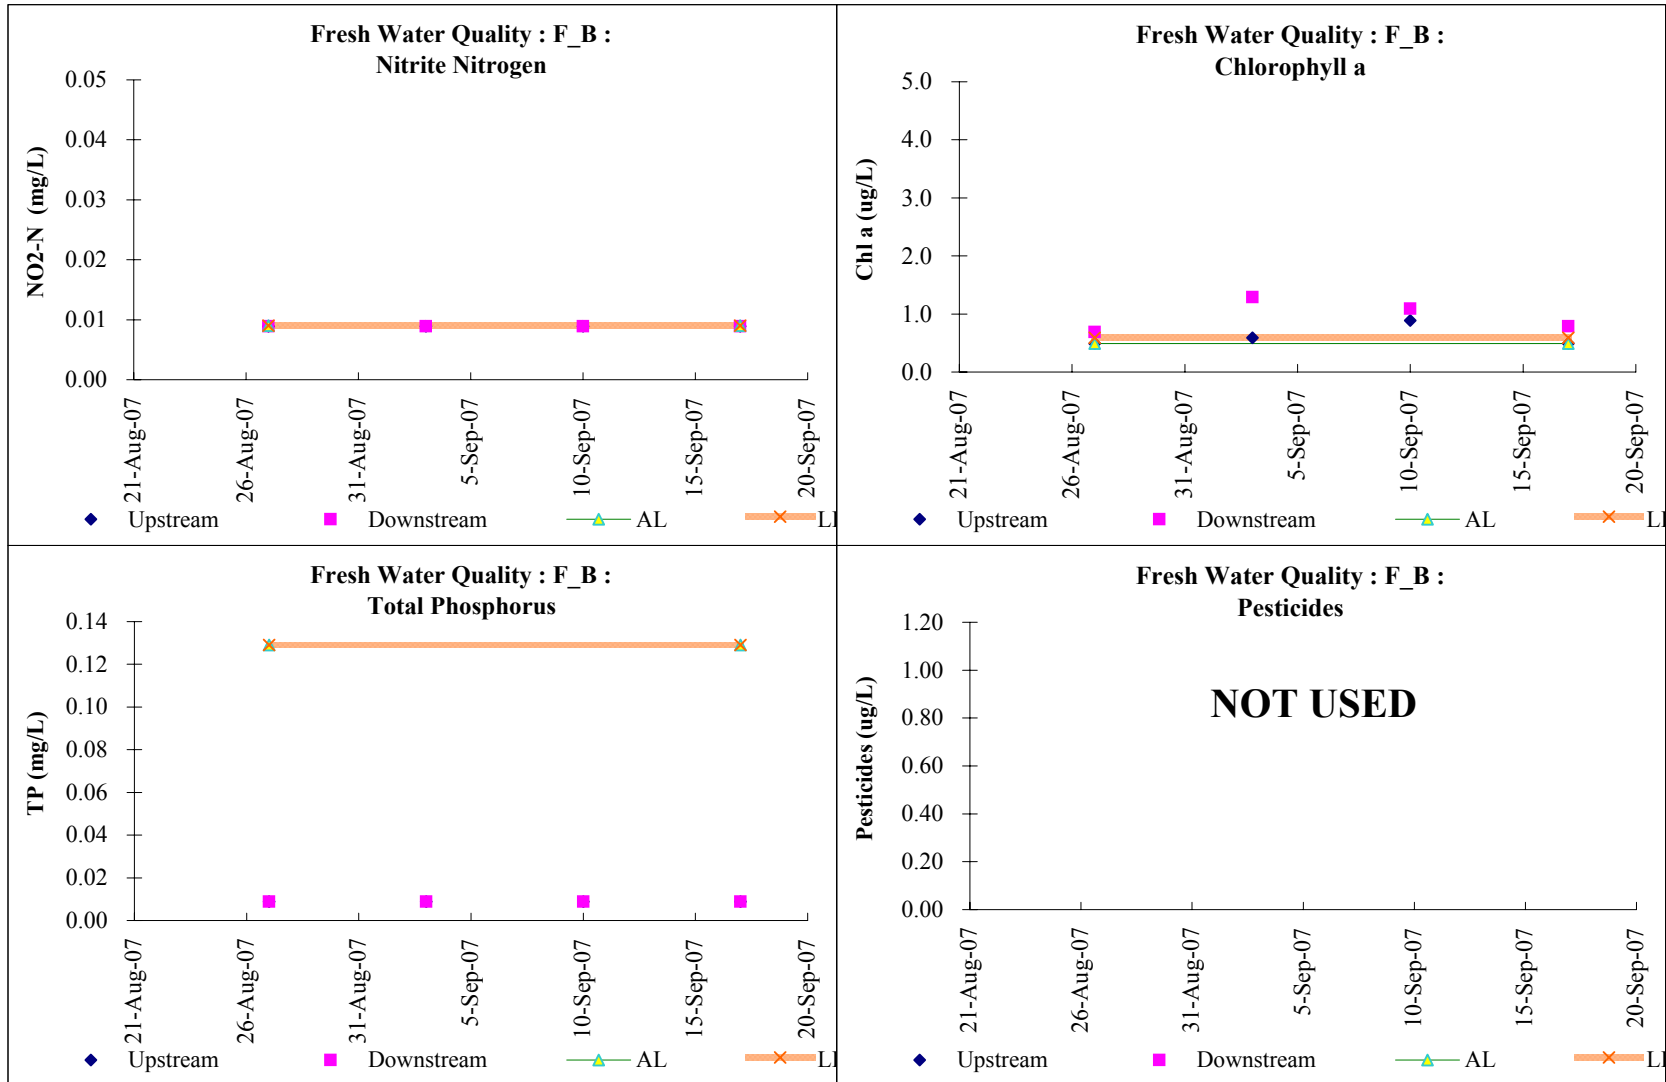 Fresh Water Quality : F_B :
Nitrite Nitrogen
NO2-N (mg/L)
0.05
0.04
0.03
0.02
0.01
0.00
21-Aug-07
26-Aug-07
31-Aug-07
5-Sep-07
10-Sep-07
15-Sep-07
20-Sep-07
Upstream Downstream AL LI
Fresh Water Quality : F_B :
Chlorophyll a
Chl a (ug/L)
5.0
4.0
3.0
2.0
1.0
0.0
21-Aug-07
26-Aug-07
31-Aug-07
5-Sep-07
10-Sep-07
15-Sep-07
20-Sep-07
Upstream Downstream AL LI
Fresh Water Quality : F_B :
Total Phosphorus
TP (mg/L)
0.14
0.12
0.10
0.08
0.06
0.04
0.02
0.00
21-Aug-07
26-Aug-07
31-Aug-07
5-Sep-07
10-Sep-07
15-Sep-07
20-Sep-07
Upstream Downstream AL LI
Fresh Water Quality : F_B :
Pesticides
Pesticides (ug/L)
1.20
1.00
0.80
0.60
0.40
0.20
0.00
NOT USED
21-Aug-07
26-Aug-07
31-Aug-07
5-Sep-07
10-Sep-07
15-Sep-07
20-Sep-07
Upstream Downstream AL LI